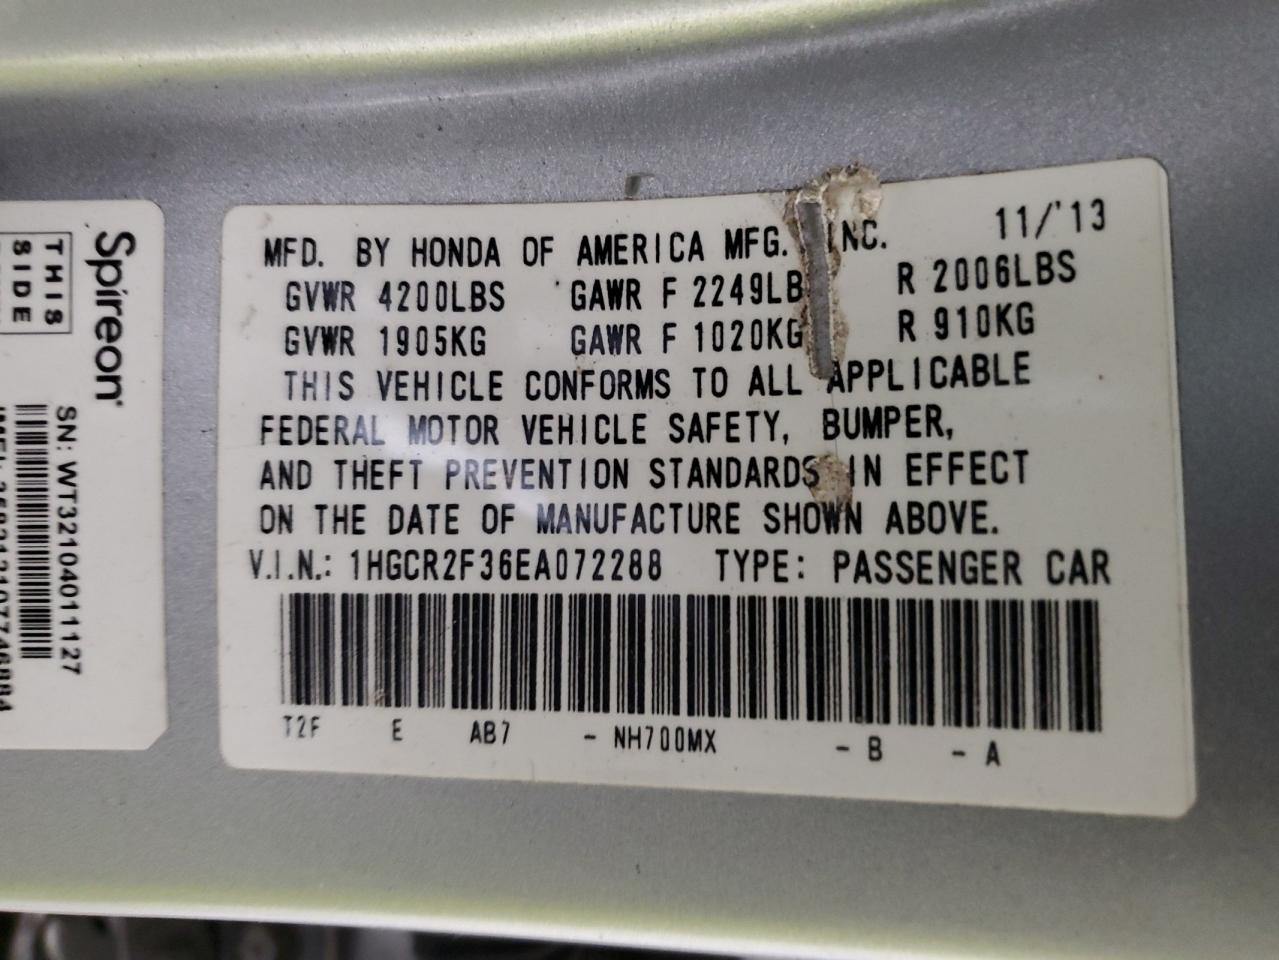 MFD. BY HONDA OF AMERICA MFG. INC. 11/'13
GVWR 4200LBS GAWR F 2249LB R 2006LBS
GVWR 1905KG GAWR F 1020KG R 910KG
THIS VEHICLE CONFORMS TO ALL APPLICABLE
FEDERAL MOTOR VEHICLE SAFETY, BUMPER,
AND THEFT PREVENTION STANDARDS IN EFFECT
ON THE DATE OF MANUFACTURE SHOWN ABOVE.
V.I.N.: 1HGCR2F36EA072288 TYPE: PASSENGER CAR
T2F E AB7 - NH700MX - B - A
Spireon
THIS
SIDE
SN: WT3210401127